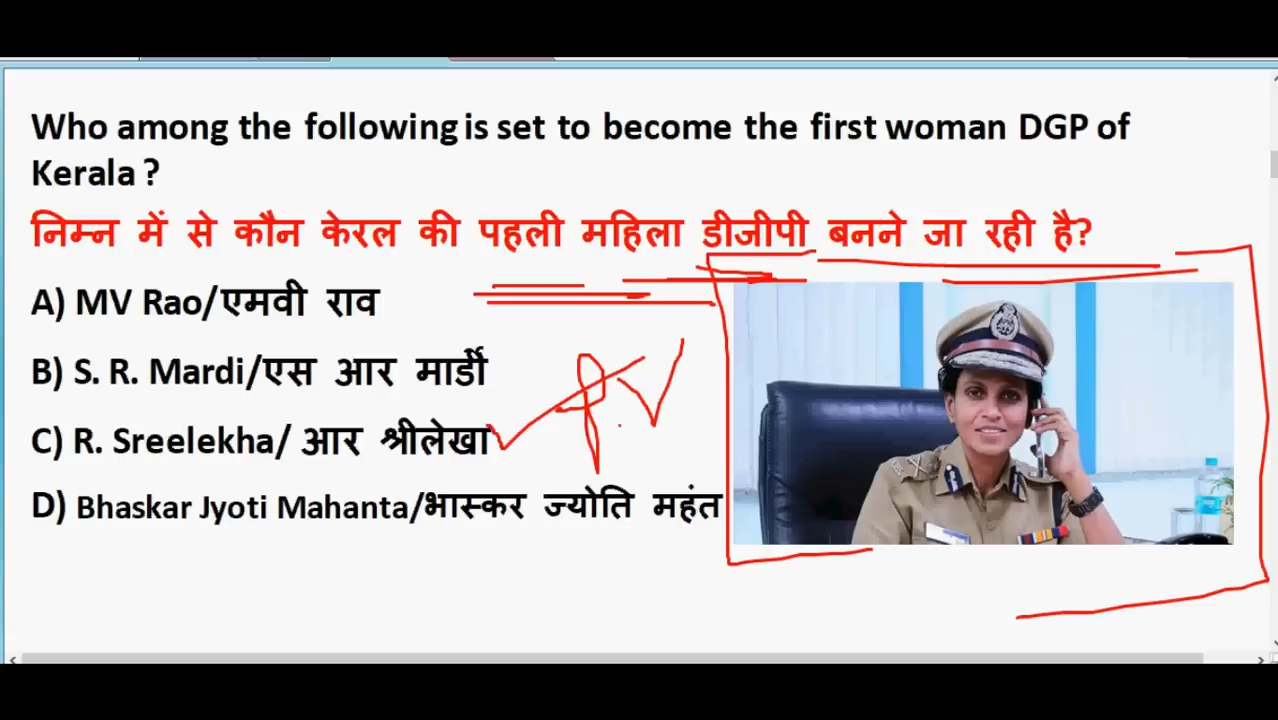 Who among the following is set to become the first woman DGP of
Kerala ?
निम्न में से कौन केरल की पहली महिला डीजीपी बनने जा रही है?
A) MV Rao/एमवी राव
B) S. R. Mardi/एस आर मार्डी
C) R. Sreelekha/ आर श्रीलेखा
D) Bhaskar Jyoti Mahanta/भास्कर ज्योति महंत